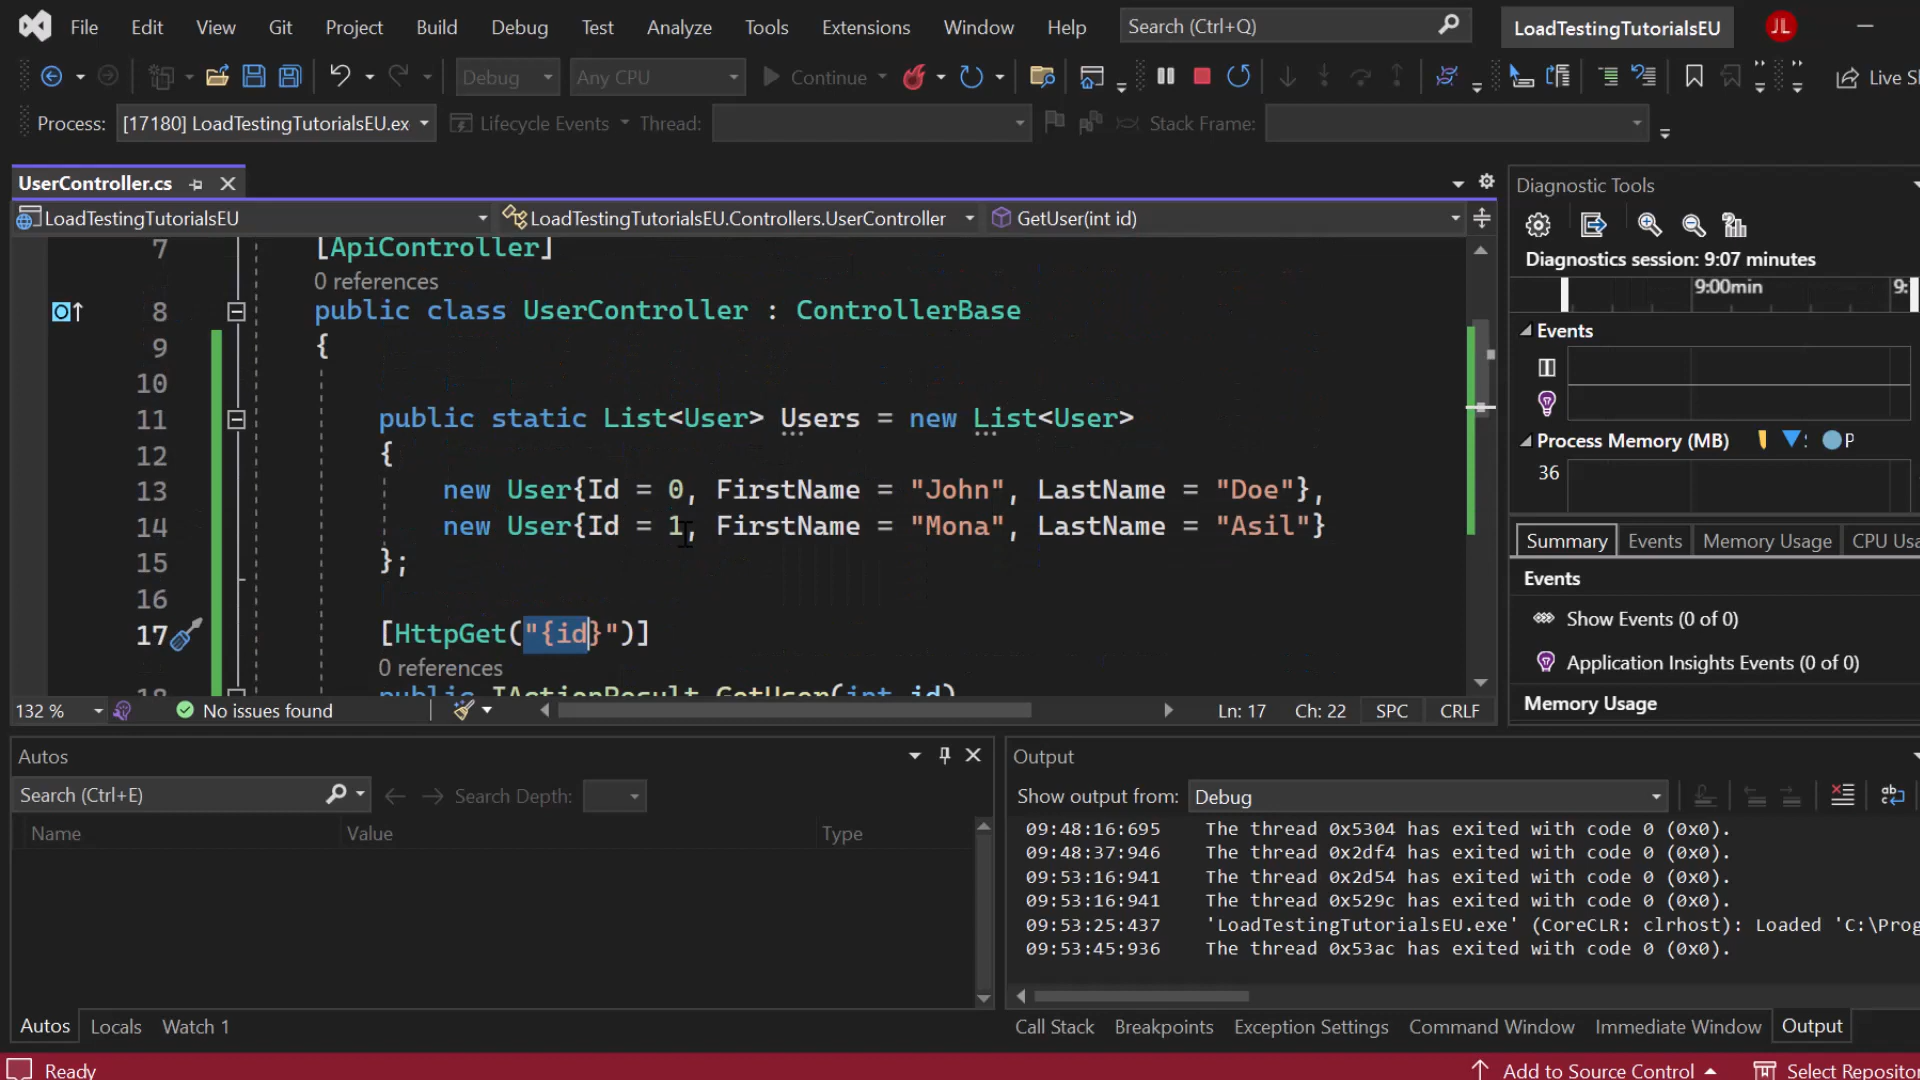 File Edit View Git Project Build Debug Test Analyze Tools Extensions Window Help Search (Ctrl+Q) LoadTestingTutorialsEU JL
Debug Any CPU Continue Live
Process: [17180] LoadTestingTutorialsEU.ex Lifecycle Events Thread: Stack Frame:
UserController.cs
LoadTestingTutorialsEU LoadTestingTutorialsEU.Controllers.UserController GetUser(int id)
7 [ApiController]
0 references
8 public class UserController : ControllerBase
9 {
10
11 public static List<User> Users = new List<User>
12 {
13 new User{Id = 0, FirstName = "John", LastName = "Doe"},
14 new User{Id = 1, FirstName = "Mona", LastName = "Asil"}
15 };
16
17 [HttpGet("{id}")]
0 references
18 public IActionResult GetUser(int id)
132 % No issues found Ln: 17 Ch: 22 SPC CRLF
Diagnostic Tools
Diagnostics session: 9:07 minutes
9:00min 9:
Events
Process Memory (MB) P
36
Summary Events Memory Usage CPU Usa
Events
Show Events (0 of 0)
Application Insights Events (0 of 0)
Memory Usage
Autos
Search (Ctrl+E) Search Depth:
Name Value Type
Autos Locals Watch 1
Output
Show output from: Debug
09:48:16:695 The thread 0x5304 has exited with code 0 (0x0).
09:48:37:946 The thread 0x2df4 has exited with code 0 (0x0).
09:53:16:941 The thread 0x2d54 has exited with code 0 (0x0).
09:53:16:941 The thread 0x529c has exited with code 0 (0x0).
09:53:25:437 'LoadTestingTutorialsEU.exe' (CoreCLR: clrhost): Loaded 'C:\Prog
09:53:45:936 The thread 0x53ac has exited with code 0 (0x0).
Call Stack Breakpoints Exception Settings Command Window Immediate Window Output
Ready Add to Source Control Select Repositor